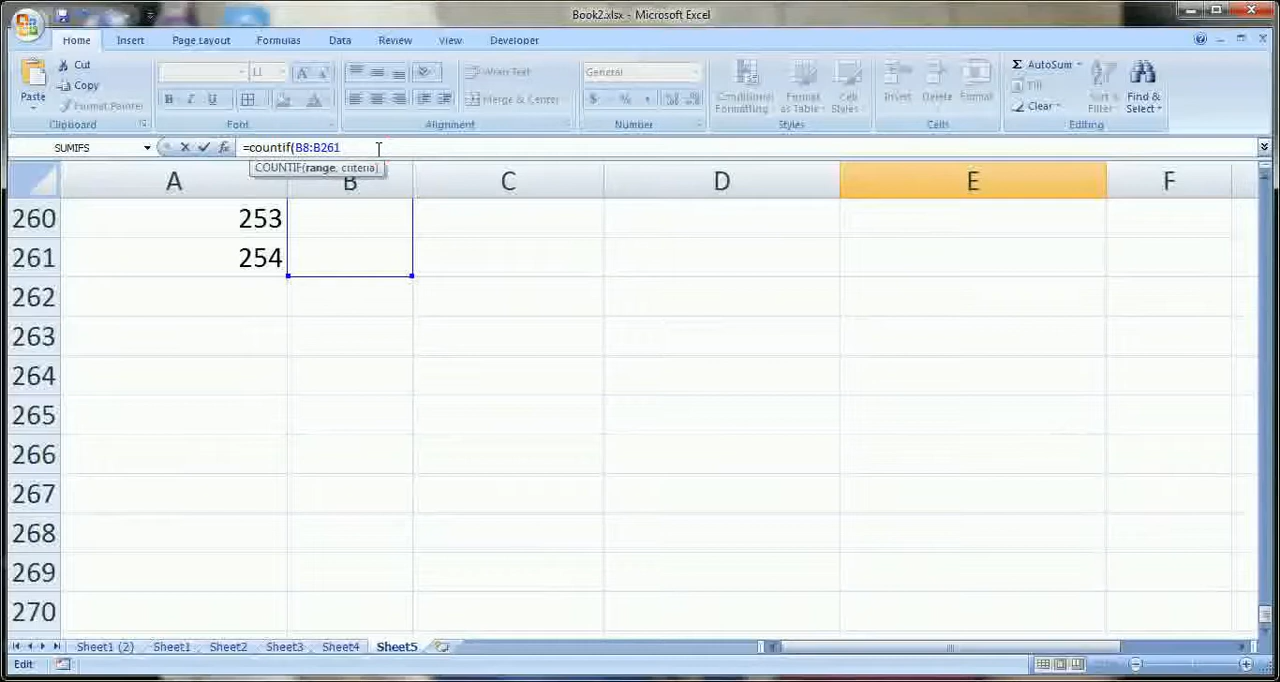 Book2.xlsx - Microsoft Excel
Home Insert Page Layout Formulas Data Review View Developer
Paste Cut Copy Format Painter
11
General
Wrap Text
Merge & Center
Conditional Formatting
Format as Table
Cell Styles
Insert Delete Format
AutoSum
Fill
Clear
Sort & Filter
Find & Select
Clipboard Font Alignment Number Styles Cells Editing
SUMIFS =countif(B8:B261
COUNTIF(range, criteria)
A B C D E F
260 253
261 254
262
263
264
265
266
267
268
269
270
Sheet1 (2) Sheet1 Sheet2 Sheet3 Sheet4 Sheet5
Edit